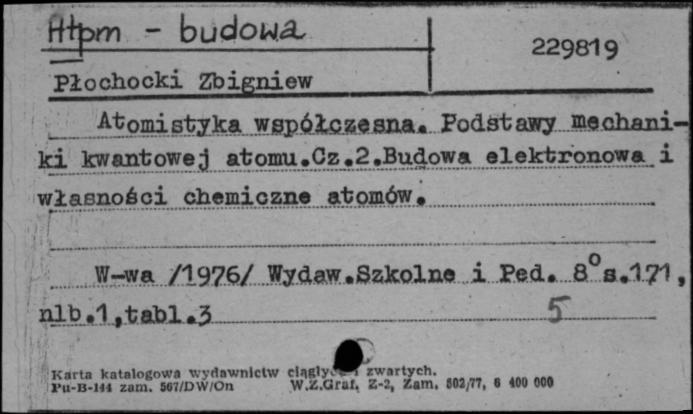 Atom - budowa
229819
Płochocki Zbigniew
Atomistyka współczesna. Podstawy mechani-
ki kwantowej atomu.Cz.2.Budowa elektronowa i
własności chemiczne atomów.
W-wa /1976/ Wydaw.Szkolne i Ped. 8° s.171,
nlb.1,tabl.3
5
Karta katalogowa wydawnictw ciągłych i zwartych.
Pu-B-144 zam. 567/DW/On W.Z.Graf. Z-2, Zam. 802/77, 6 400 000